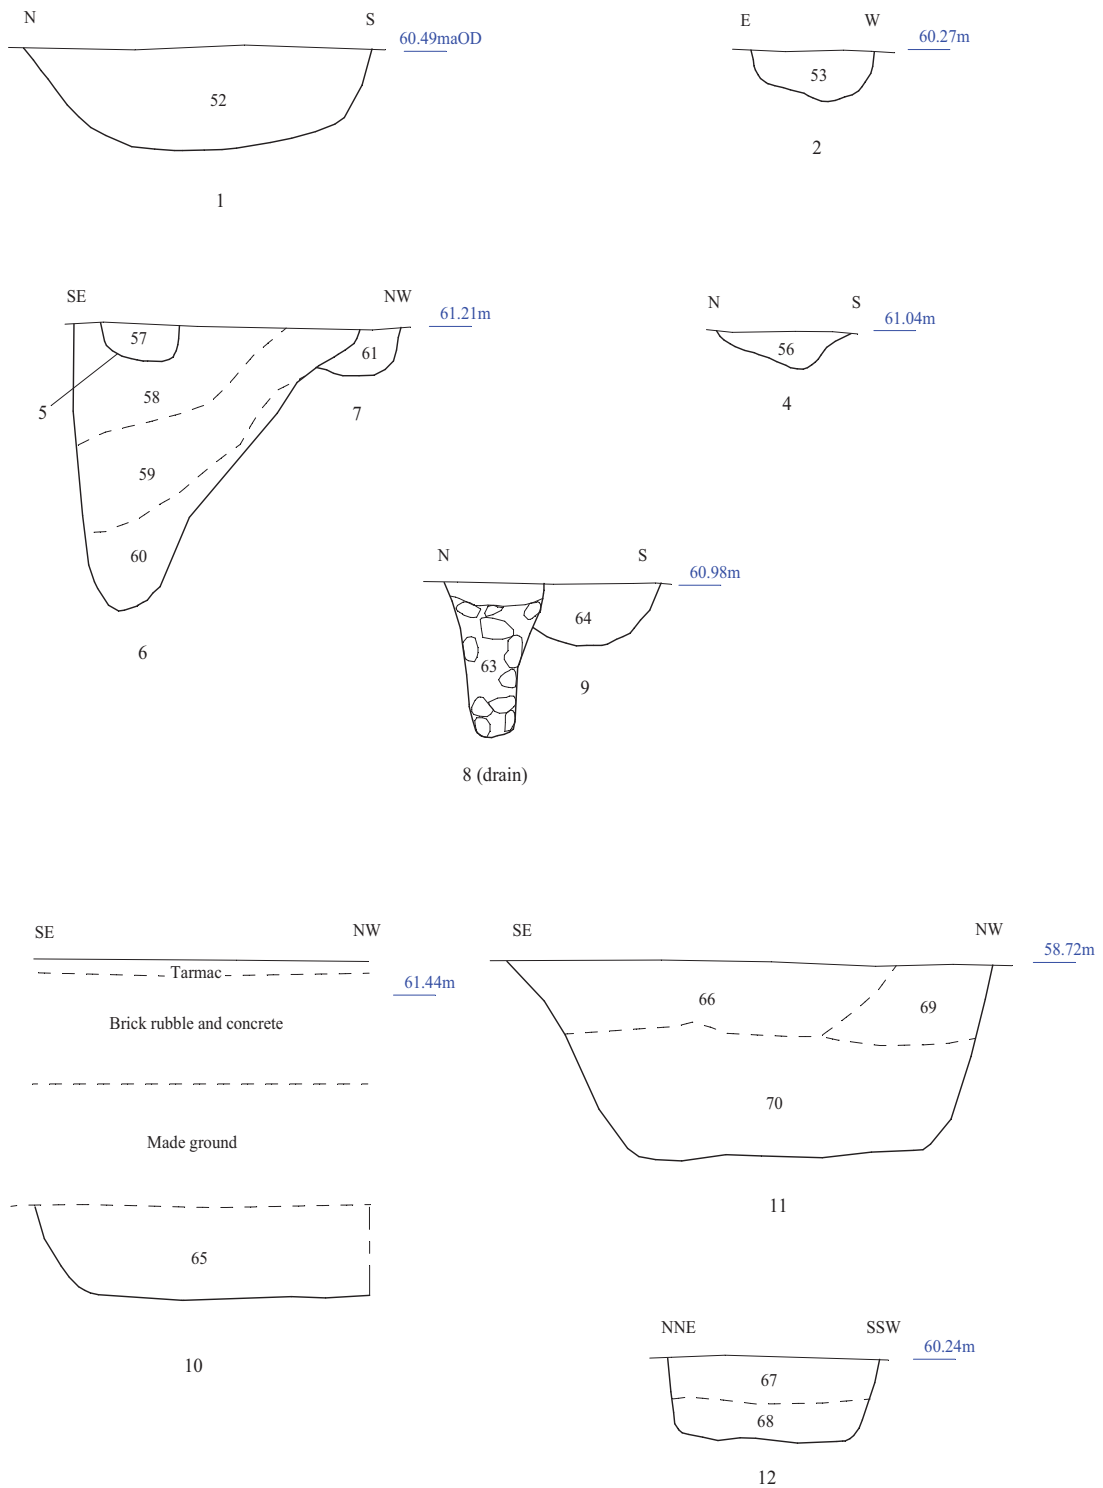 N S
60.49maOD
52
1
E W
60.27m
53
2
SE NW
61.21m
57
61
58
5
7
59
60
6
N S
61.04m
56
4
N S
60.98m
64
63
9
8 (drain)
SE NW
Tarmac
61.44m
Brick rubble and concrete
Made ground
65
10
SE NW
58.72m
66
69
70
11
NNE SSW
60.24m
67
68
12